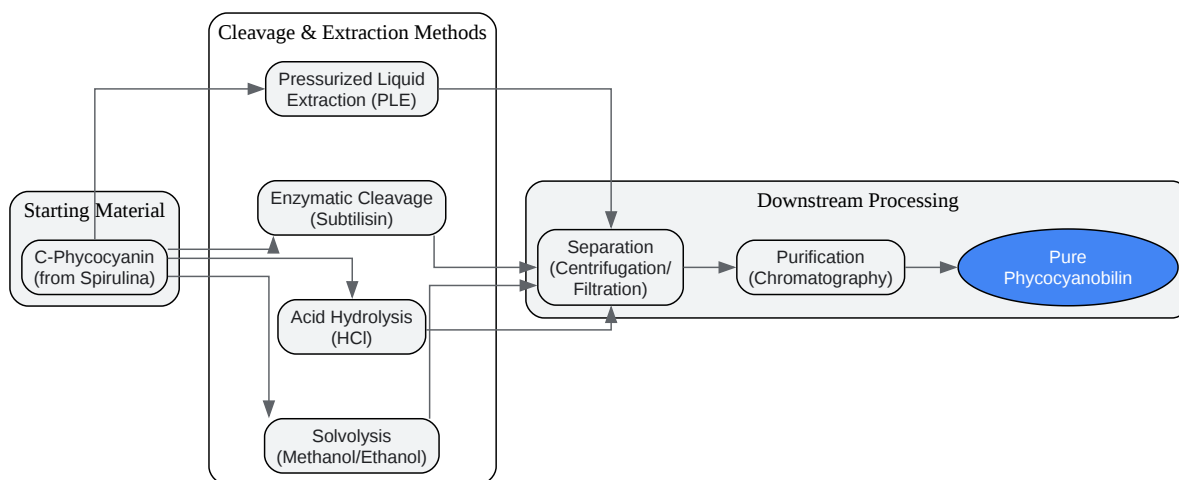 Cleavage & Extraction Methods
Pressurized Liquid
Extraction (PLE)
Enzymatic Cleavage
(Subtilisin)
Starting Material
C-Phycocyanin
(from Spirulina)
Acid Hydrolysis
(HCl)
Solvolysis
(Methanol/Ethanol)
Downstream Processing
Separation
(Centrifugation/
Filtration)
Purification
(Chromatography)
Pure
Phycocyanobilin